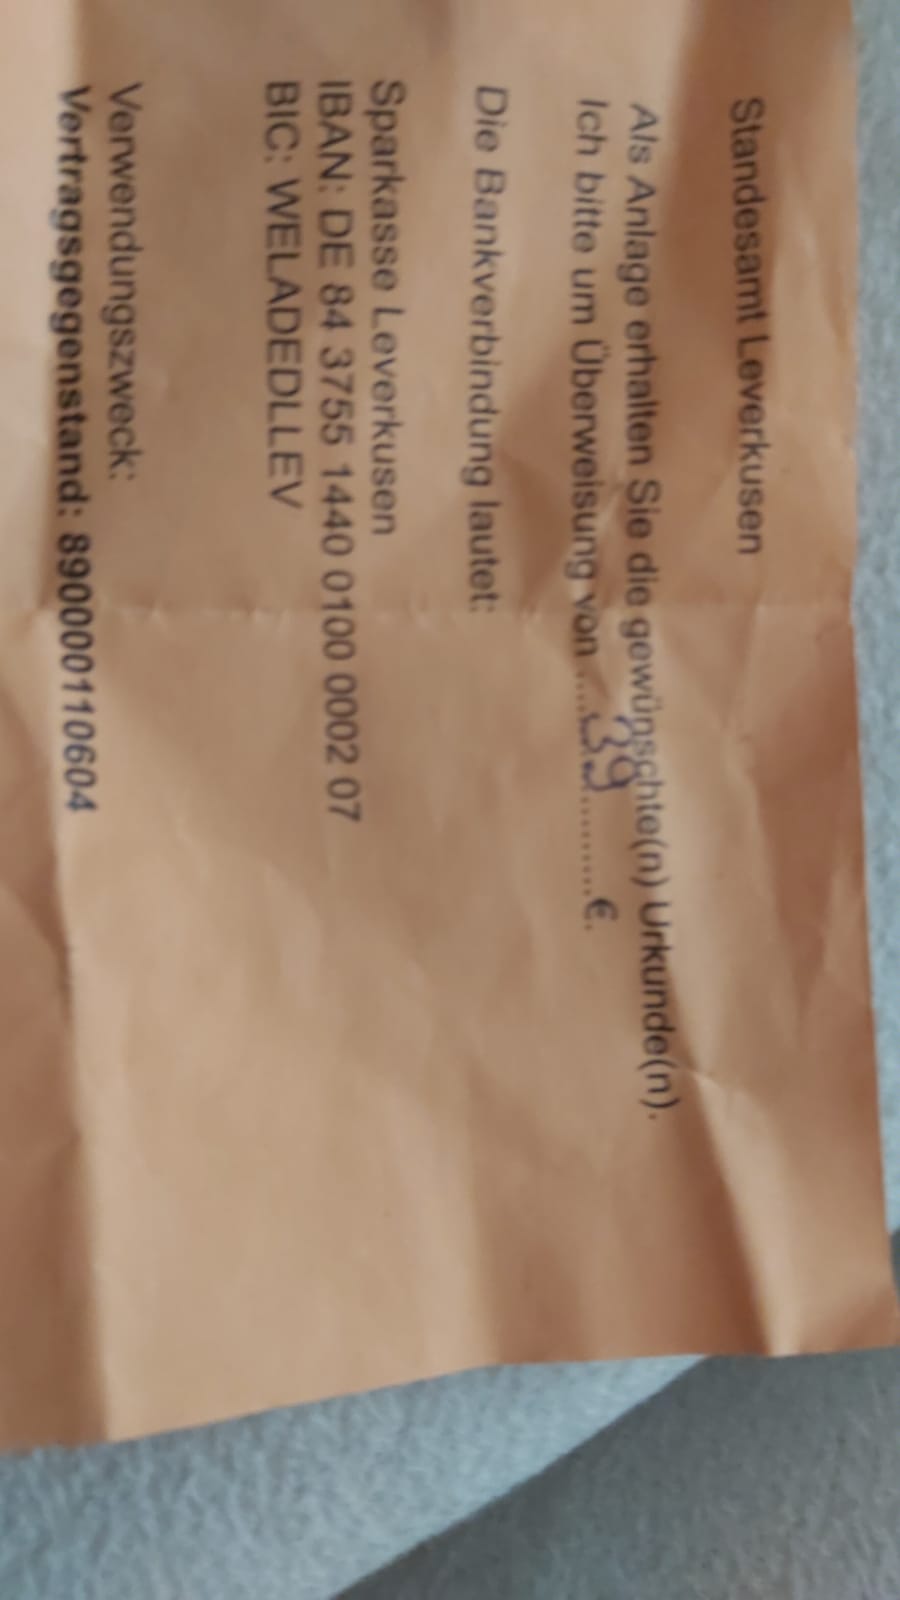 Standesamt Leverkusen
Als Anlage erhalten Sie die gewünschte(n) Urkunde(n).
Ich bitte um Überweisung von ....39..........€.
Die Bankverbindung lautet:
Sparkasse Leverkusen
IBAN: DE 84 3755 1440 0100 0002 07
BIC: WELADEDLLEV
Verwendungszweck:
Vertragsgegenstand: 890000110604